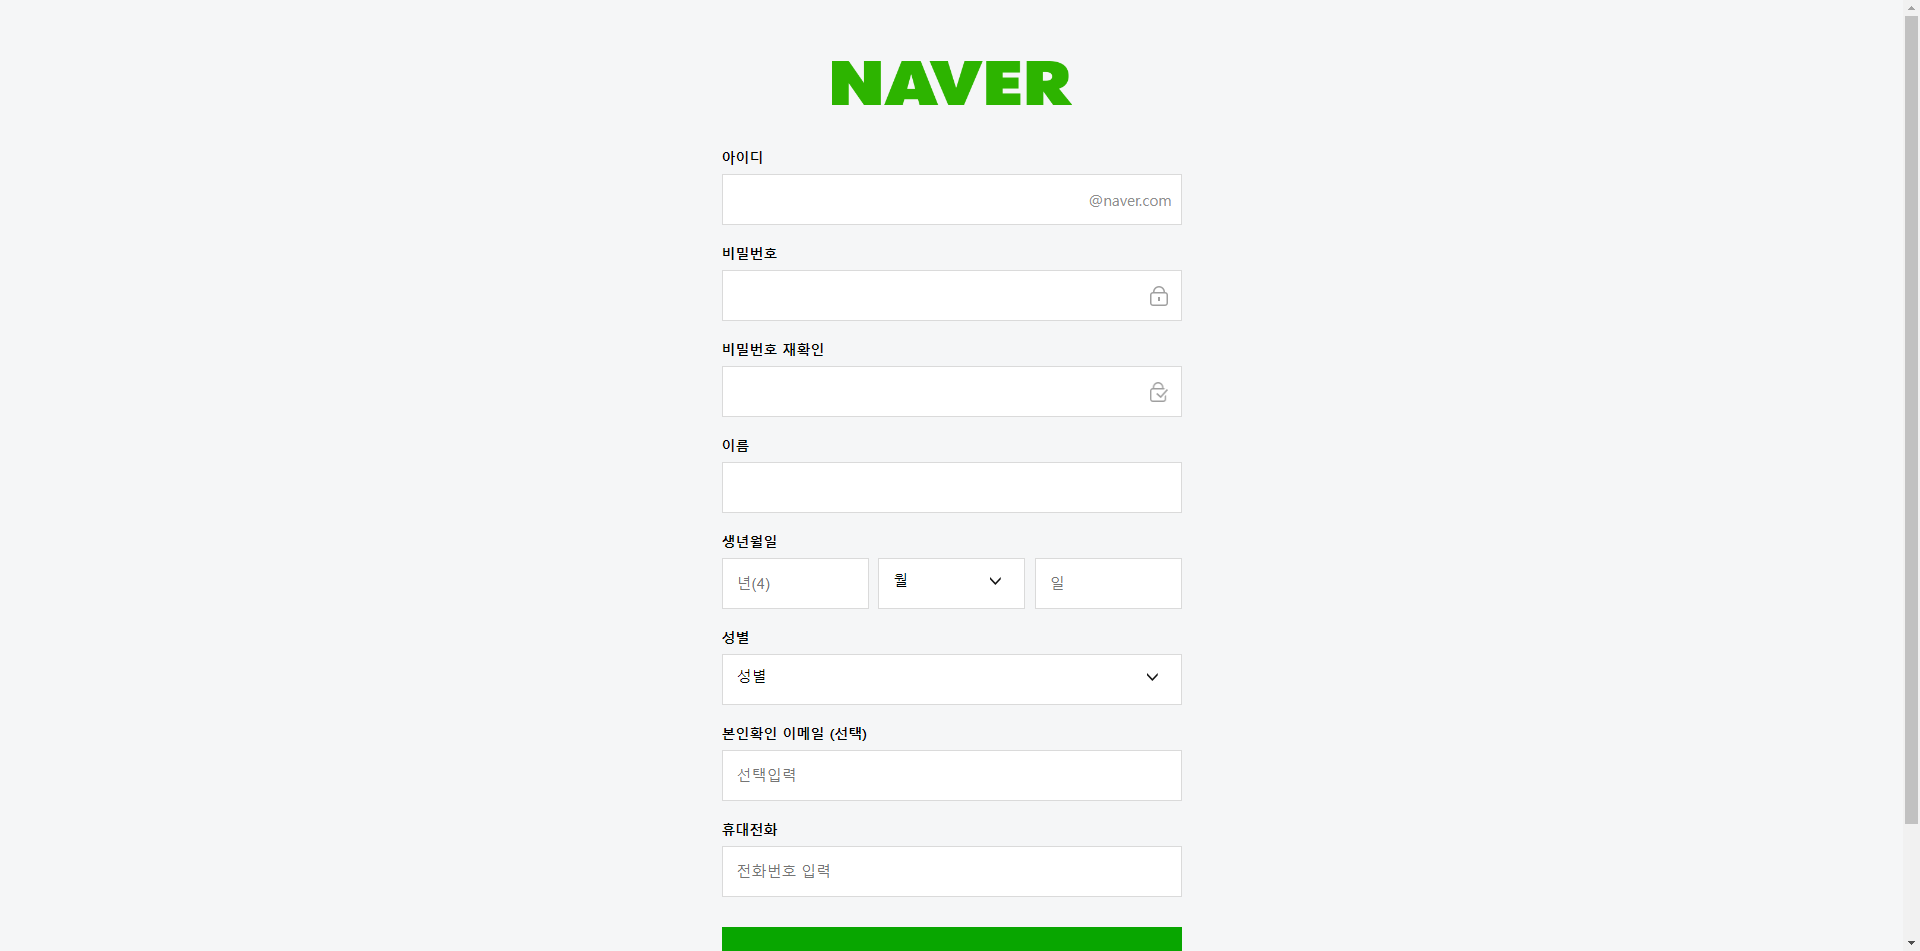 NAVER
아이디
@naver.com
비밀번호
비밀번호 재확인
이름
생년월일
년(4) 월 일
성별
성별
본인확인 이메일 (선택)
선택입력
휴대전화
전화번호 입력